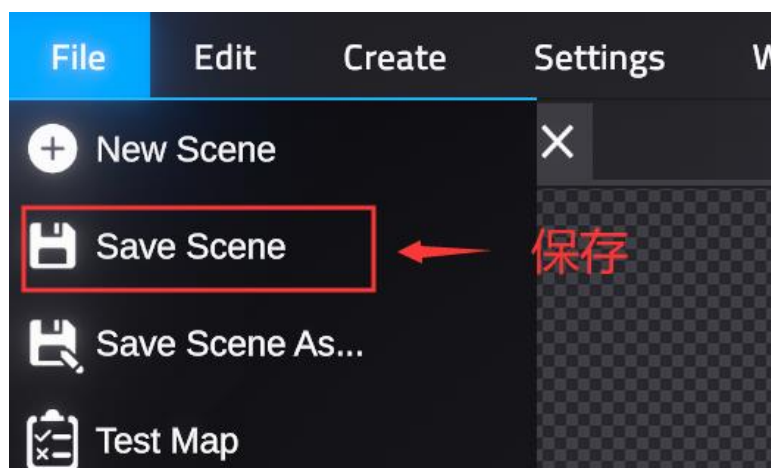 File Edit Create Settings
New Scene
Save Scene 保存
Save Scene As...
Test Map